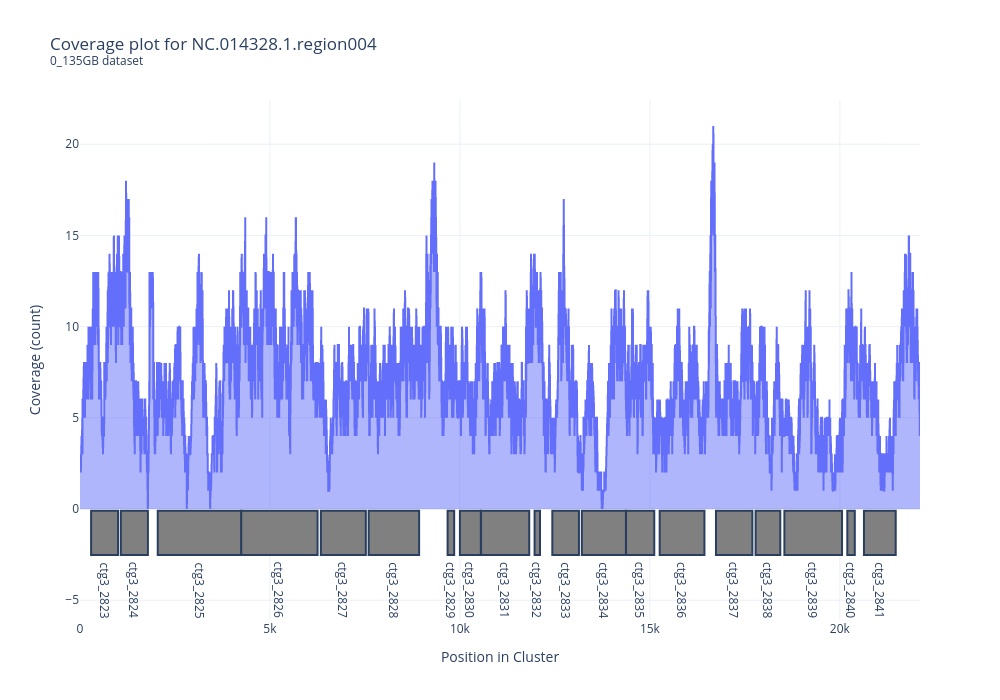 Coverage plot for NC.014328.1.region004
0_135GB dataset
Coverage (count)
20
15
10
5
0
−5
ctg3_2823
ctg3_2824
ctg3_2825
ctg3_2826
ctg3_2827
ctg3_2828
ctg3_2829
ctg3_2830
ctg3_2831
ctg3_2832
ctg3_2833
ctg3_2834
ctg3_2835
ctg3_2836
ctg3_2837
ctg3_2838
ctg3_2839
ctg3_2840
ctg3_2841
0
5k
10k
15k
20k
Position in Cluster